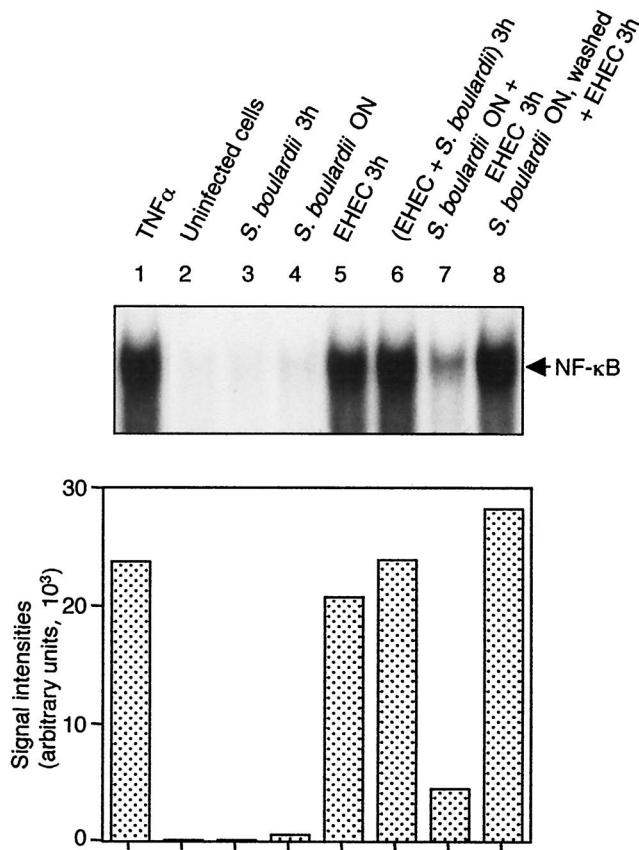 TNFα
Uninfected cells
S. boulardii 3h
S. boulardii ON
EHEC 3h
(EHEC + S. boulardii) 3h
S. boulardii ON +
EHEC 3h
S. boulardii ON, washed
+ EHEC 3h
1 2 3 4 5 6 7 8
NF-κB
30
20
10
0
Signal intensities
(arbitrary units, 10³)